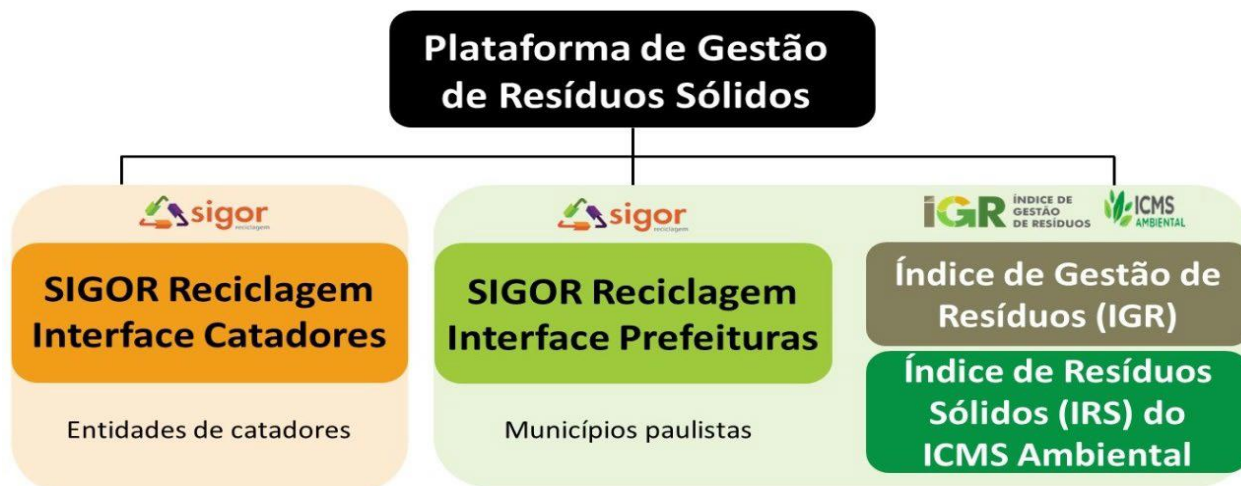 Plataforma de Gestão
de Resíduos Sólidos
sigor
reciclagem
SIGOR Reciclagem
Interface Catadores
Entidades de catadores
sigor
reciclagem
SIGOR Reciclagem
Interface Prefeituras
Municípios paulistas
iGR
ÍNDICE DE
GESTÃO
DE RESÍDUOS
ICMS
AMBIENTAL
Índice de Gestão de
Resíduos (IGR)
Índice de Resíduos
Sólidos (IRS) do
ICMS Ambiental